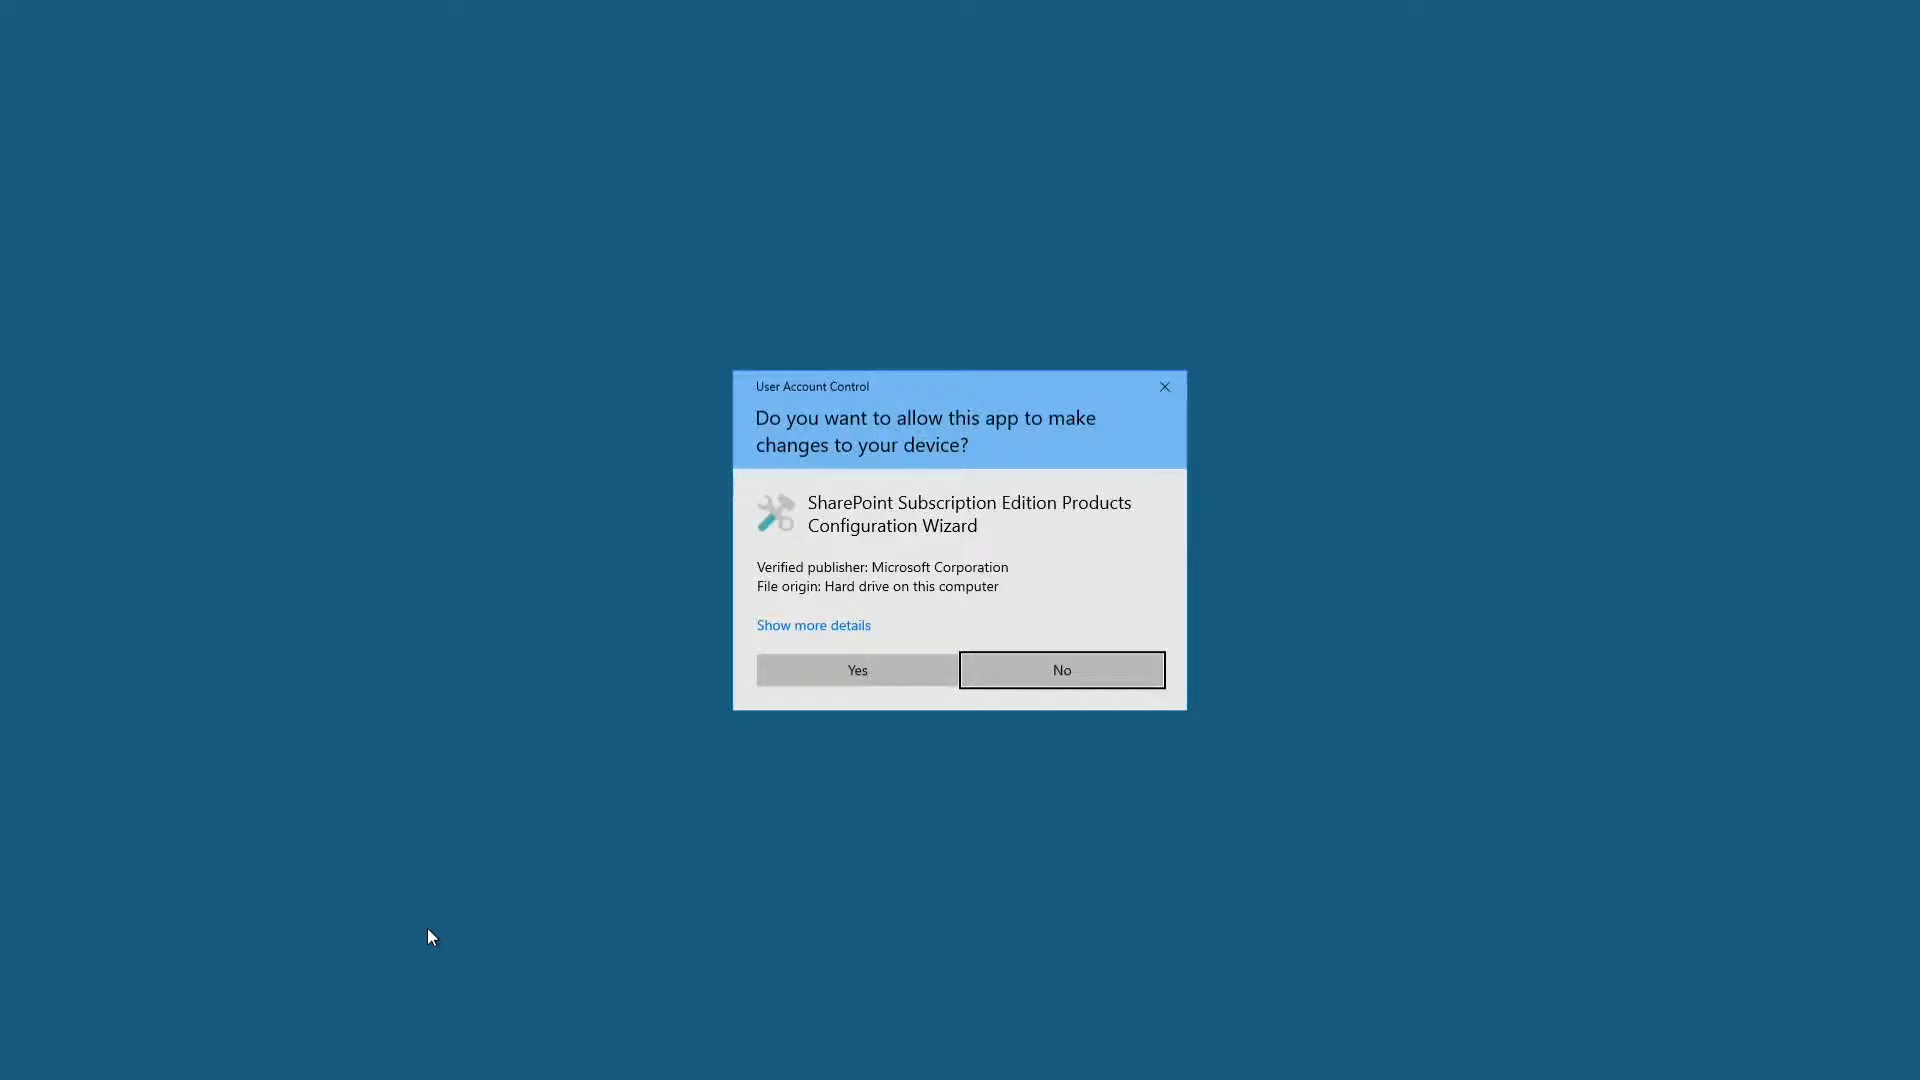 User Account Control
Do you want to allow this app to make
changes to your device?
SharePoint Subscription Edition Products
Configuration Wizard
Verified publisher: Microsoft Corporation
File origin: Hard drive on this computer
Show more details
Yes
No